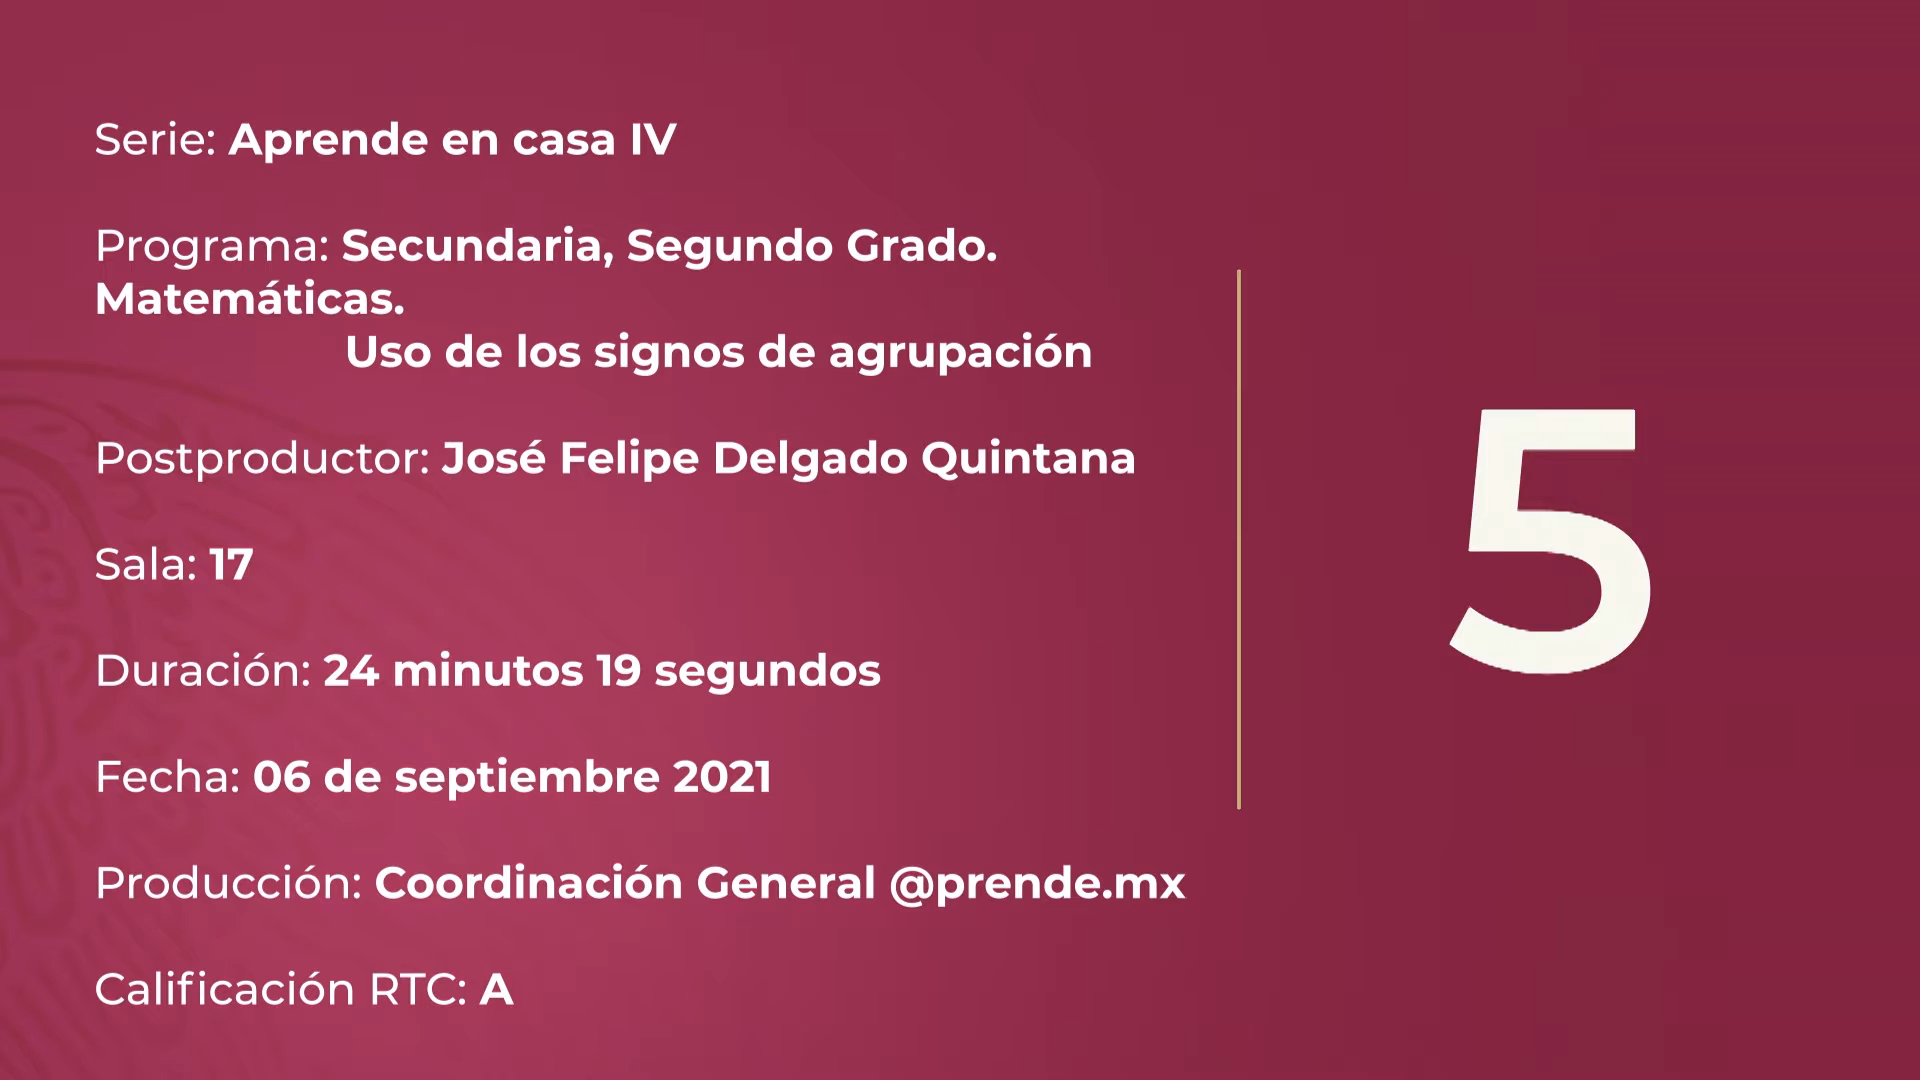 Serie: Aprende en casa IV
Programa: Secundaria, Segundo Grado.
Matemáticas.
Uso de los signos de agrupación
Postproductor: José Felipe Delgado Quintana
Sala: 17
Duración: 24 minutos 19 segundos
Fecha: 06 de septiembre 2021
Producción: Coordinación General @prende.mx
Calificación RTC: A
5